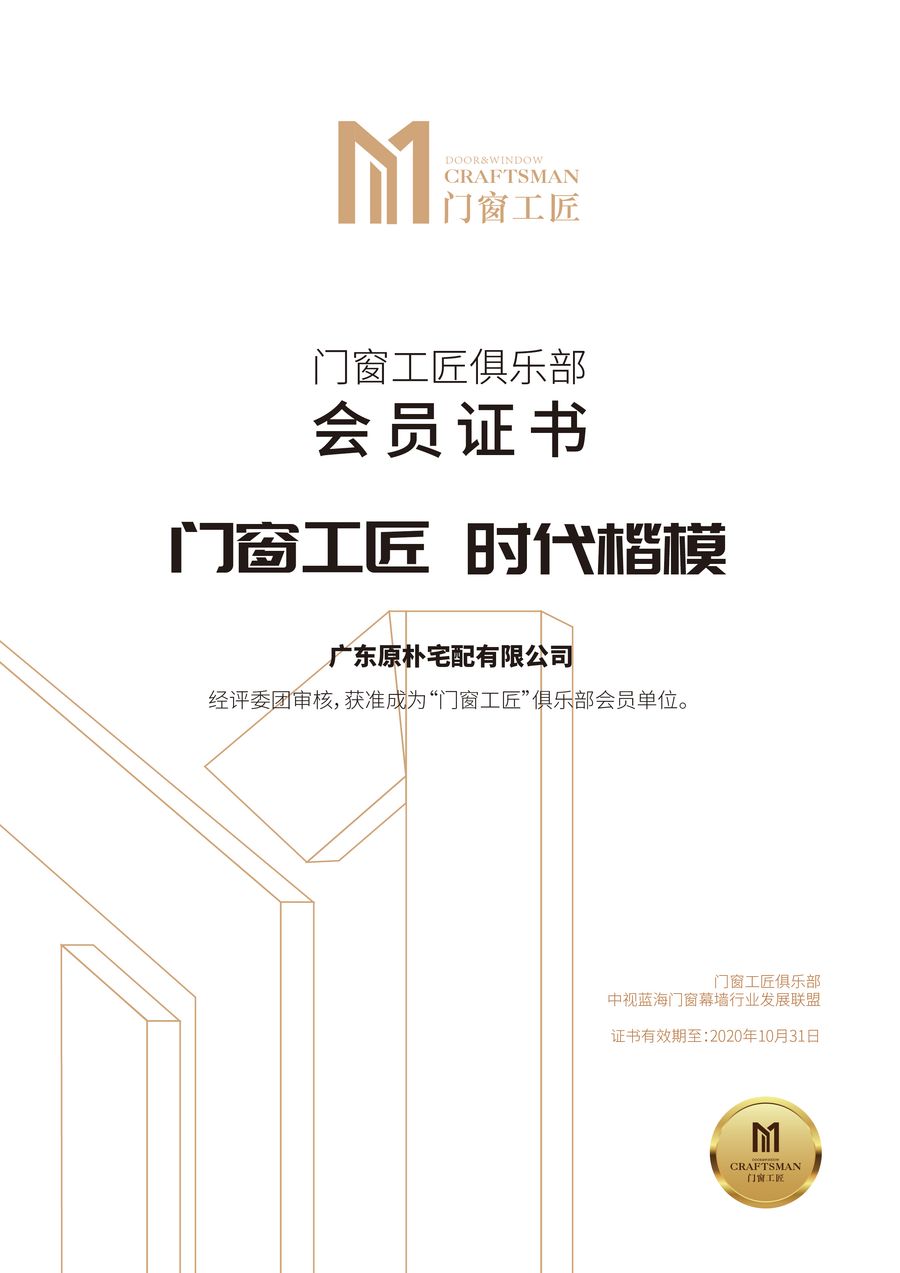 DOOR&WINDOW
CRAFTSMAN
门窗工匠
门窗工匠俱乐部
会员证书
门窗工匠 时代楷模
广东原朴宅配有限公司
经评委团审核，获准成为“门窗工匠”俱乐部会员单位。
门窗工匠俱乐部
中视蓝海门窗幕墙行业发展联盟
证书有效期至：2020年10月31日
DOOR&WINDOW
CRAFTSMAN
门窗工匠